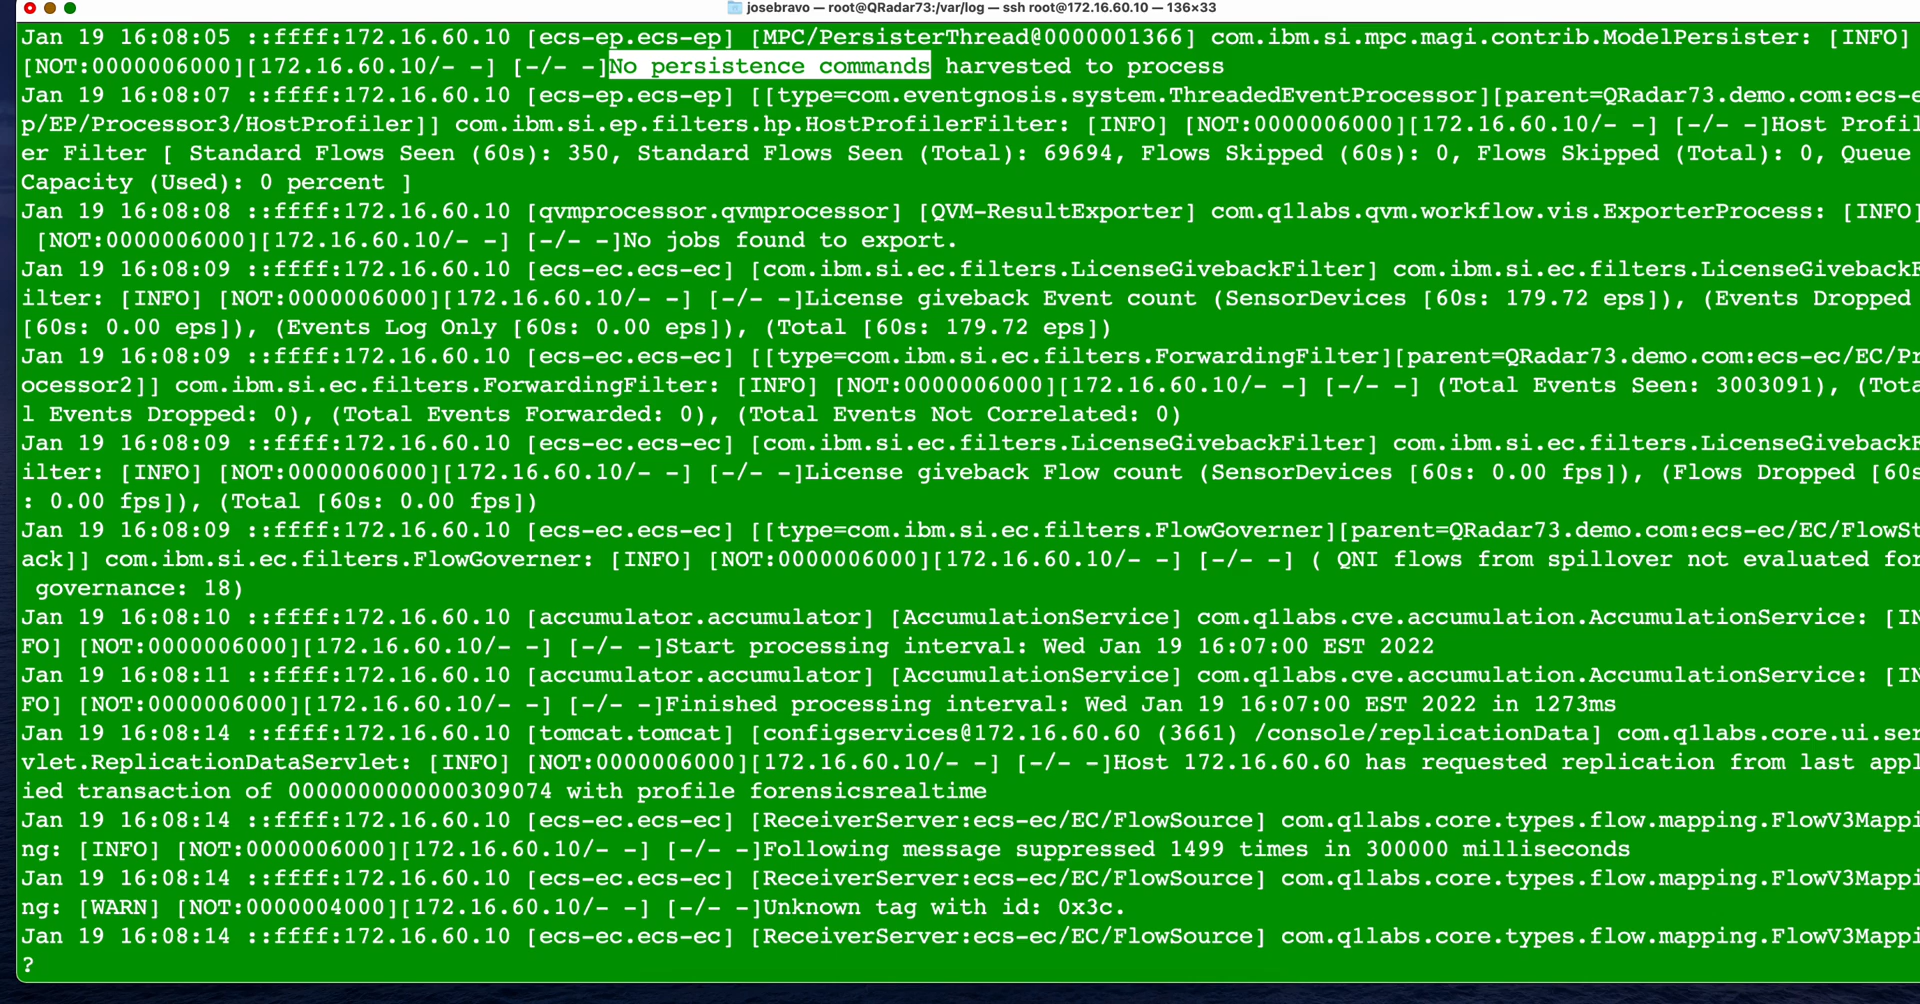 josebravo — root@QRadar73:/var/log — ssh root@172.16.60.10 — 136×33
Jan 19 16:08:05 ::ffff:172.16.60.10 [ecs-ep.ecs-ep] [MPC/PersisterThread@0000001366] com.ibm.si.mpc.magi.contrib.ModelPersister: [INFO]
[NOT:0000006000][172.16.60.10/- -] [-/- -]No persistence commands harvested to process
Jan 19 16:08:07 ::ffff:172.16.60.10 [ecs-ep.ecs-ep] [[type=com.eventgnosis.system.ThreadedEventProcessor][parent=QRadar73.demo.com:ecs-e
p/EP/Processor3/HostProfiler]] com.ibm.si.ep.filters.hp.HostProfilerFilter: [INFO] [NOT:0000006000][172.16.60.10/- -] [-/- -]Host Profil
er Filter [ Standard Flows Seen (60s): 350, Standard Flows Seen (Total): 69694, Flows Skipped (60s): 0, Flows Skipped (Total): 0, Queue
Capacity (Used): 0 percent ]
Jan 19 16:08:08 ::ffff:172.16.60.10 [qvmprocessor.qvmprocessor] [QVM-ResultExporter] com.q1labs.qvm.workflow.vis.ExporterProcess: [INFO]
[NOT:0000006000][172.16.60.10/- -] [-/- -]No jobs found to export.
Jan 19 16:08:09 ::ffff:172.16.60.10 [ecs-ec.ecs-ec] [com.ibm.si.ec.filters.LicenseGivebackFilter] com.ibm.si.ec.filters.LicenseGivebackF
ilter: [INFO] [NOT:0000006000][172.16.60.10/- -] [-/- -]License giveback Event count (SensorDevices [60s: 179.72 eps]), (Events Dropped
[60s: 0.00 eps]), (Events Log Only [60s: 0.00 eps]), (Total [60s: 179.72 eps])
Jan 19 16:08:09 ::ffff:172.16.60.10 [ecs-ec.ecs-ec] [[type=com.ibm.si.ec.filters.ForwardingFilter][parent=QRadar73.demo.com:ecs-ec/EC/Pr
ocessor2]] com.ibm.si.ec.filters.ForwardingFilter: [INFO] [NOT:0000006000][172.16.60.10/- -] [-/- -] (Total Events Seen: 3003091), (Tota
l Events Dropped: 0), (Total Events Forwarded: 0), (Total Events Not Correlated: 0)
Jan 19 16:08:09 ::ffff:172.16.60.10 [ecs-ec.ecs-ec] [com.ibm.si.ec.filters.LicenseGivebackFilter] com.ibm.si.ec.filters.LicenseGivebackF
ilter: [INFO] [NOT:0000006000][172.16.60.10/- -] [-/- -]License giveback Flow count (SensorDevices [60s: 0.00 fps]), (Flows Dropped [60s
: 0.00 fps]), (Total [60s: 0.00 fps])
Jan 19 16:08:09 ::ffff:172.16.60.10 [ecs-ec.ecs-ec] [[type=com.ibm.si.ec.filters.FlowGoverner][parent=QRadar73.demo.com:ecs-ec/EC/FlowSt
ack]] com.ibm.si.ec.filters.FlowGoverner: [INFO] [NOT:0000006000][172.16.60.10/- -] [-/- -] ( QNI flows from spillover not evaluated for
governance: 18)
Jan 19 16:08:10 ::ffff:172.16.60.10 [accumulator.accumulator] [AccumulationService] com.q1labs.cve.accumulation.AccumulationService: [IN
FO] [NOT:0000006000][172.16.60.10/- -] [-/- -]Start processing interval: Wed Jan 19 16:07:00 EST 2022
Jan 19 16:08:11 ::ffff:172.16.60.10 [accumulator.accumulator] [AccumulationService] com.q1labs.cve.accumulation.AccumulationService: [IN
FO] [NOT:0000006000][172.16.60.10/- -] [-/- -]Finished processing interval: Wed Jan 19 16:07:00 EST 2022 in 1273ms
Jan 19 16:08:14 ::ffff:172.16.60.10 [tomcat.tomcat] [configservices@172.16.60.60 (3661) /console/replicationData] com.q1labs.core.ui.ser
vlet.ReplicationDataServlet: [INFO] [NOT:0000006000][172.16.60.10/- -] [-/- -]Host 172.16.60.60 has requested replication from last appl
ied transaction of 0000000000000309074 with profile forensicsrealtime
Jan 19 16:08:14 ::ffff:172.16.60.10 [ecs-ec.ecs-ec] [ReceiverServer:ecs-ec/EC/FlowSource] com.q1labs.core.types.flow.mapping.FlowV3Mappi
ng: [INFO] [NOT:0000006000][172.16.60.10/- -] [-/- -]Following message suppressed 1499 times in 300000 milliseconds
Jan 19 16:08:14 ::ffff:172.16.60.10 [ecs-ec.ecs-ec] [ReceiverServer:ecs-ec/EC/FlowSource] com.q1labs.core.types.flow.mapping.FlowV3Mappi
ng: [WARN] [NOT:0000004000][172.16.60.10/- -] [-/- -]Unknown tag with id: 0x3c.
Jan 19 16:08:14 ::ffff:172.16.60.10 [ecs-ec.ecs-ec] [ReceiverServer:ecs-ec/EC/FlowSource] com.q1labs.core.types.flow.mapping.FlowV3Mappi
?